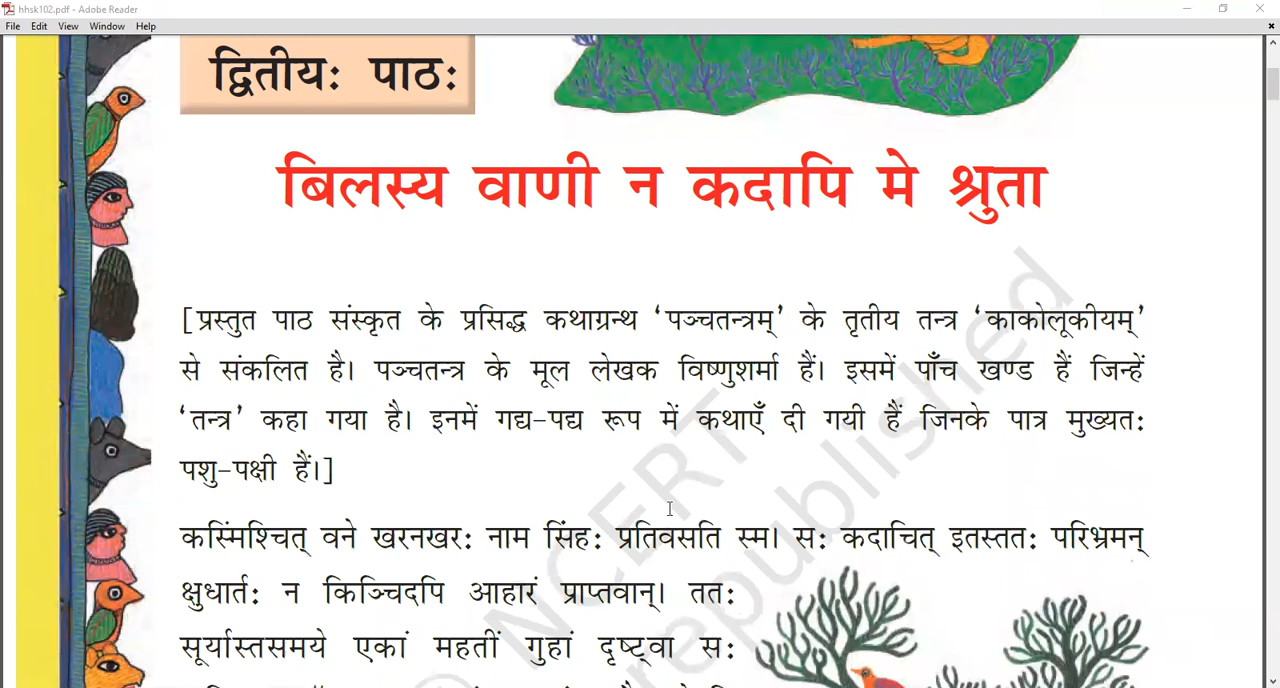 hhsk102.pdf - Adobe Reader
File Edit View Window Help
द्वितीयः पाठः
बिलस्य वाणी न कदापि मे श्रुता
[प्रस्तुत पाठ संस्कृत के प्रसिद्ध कथाग्रन्थ ‘पञ्चतन्त्रम्’ के तृतीय तन्त्र ‘काकोलूकीयम्’
से संकलित है। पञ्चतन्त्र के मूल लेखक विष्णुशर्मा हैं। इसमें पाँच खण्ड हैं जिन्हें
‘तन्त्र’ कहा गया है। इनमें गद्य-पद्य रूप में कथाएँ दी गयी हैं जिनके पात्र मुख्यतः
पशु-पक्षी हैं।]
कस्मिंश्चित् वने खरनखरः नाम सिंहः प्रतिवसति स्म। सः कदाचित् इतस्ततः परिभ्रमन्
क्षुधार्तः न किञ्चिदपि आहारं प्राप्तवान्। ततः
सूर्यास्तसमये एकां महतीं गुहां दृष्ट्वा सः
© NCERT
republished